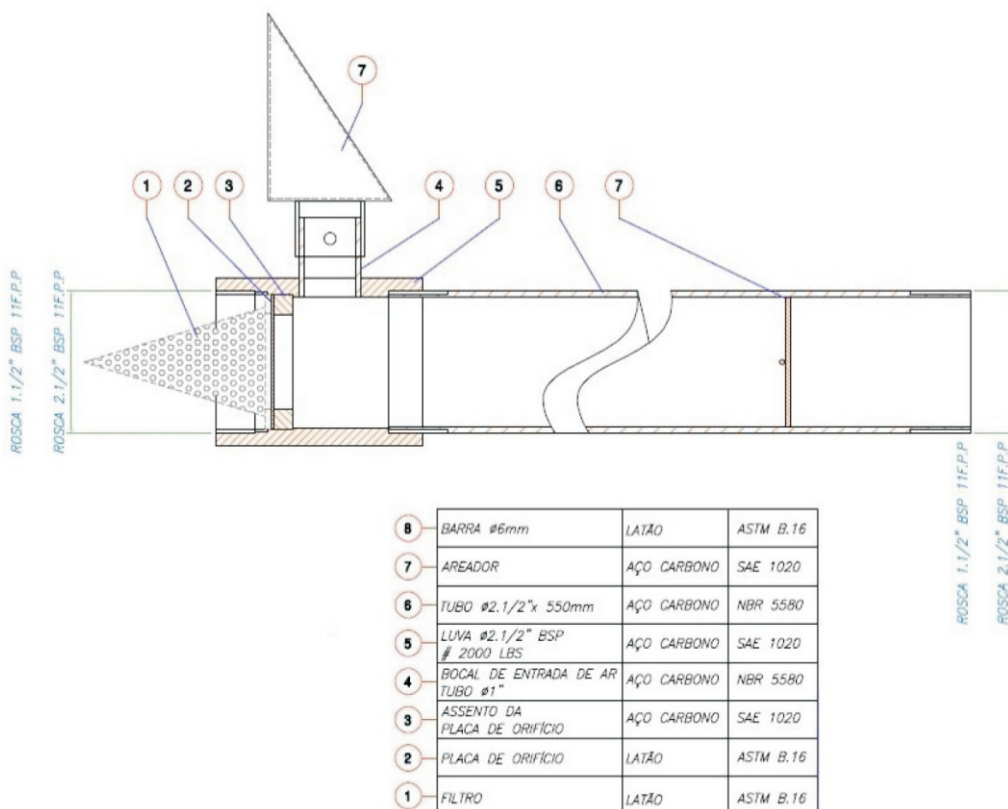 7
1
2
3
4
5
6
7
ROSCA 1.1/2" BSP 11F.P.P
ROSCA 2.1/2" BSP 11F.P.P
ROSCA 1.1/2" BSP 11F.P.P
ROSCA 2.1/2" BSP 11F.P.P
8 BARRA ø6mm LATÃO ASTM B.16
7 AREADOR AÇO CARBONO SAE 1020
6 TUBO ø2.1/2"x 550mm AÇO CARBONO NBR 5580
5 LUVA ø2.1/2" BSP AÇO CARBONO SAE 1020
# 2000 LBS
4 BOCAL DE ENTRADA DE AR AÇO CARBONO NBR 5580
TUBO ø1"
3 ASSENTO DA AÇO CARBONO SAE 1020
PLACA DE ORIFÍCIO
2 PLACA DE ORIFÍCIO LATÃO ASTM B.16
1 FILTRO LATÃO ASTM B.16